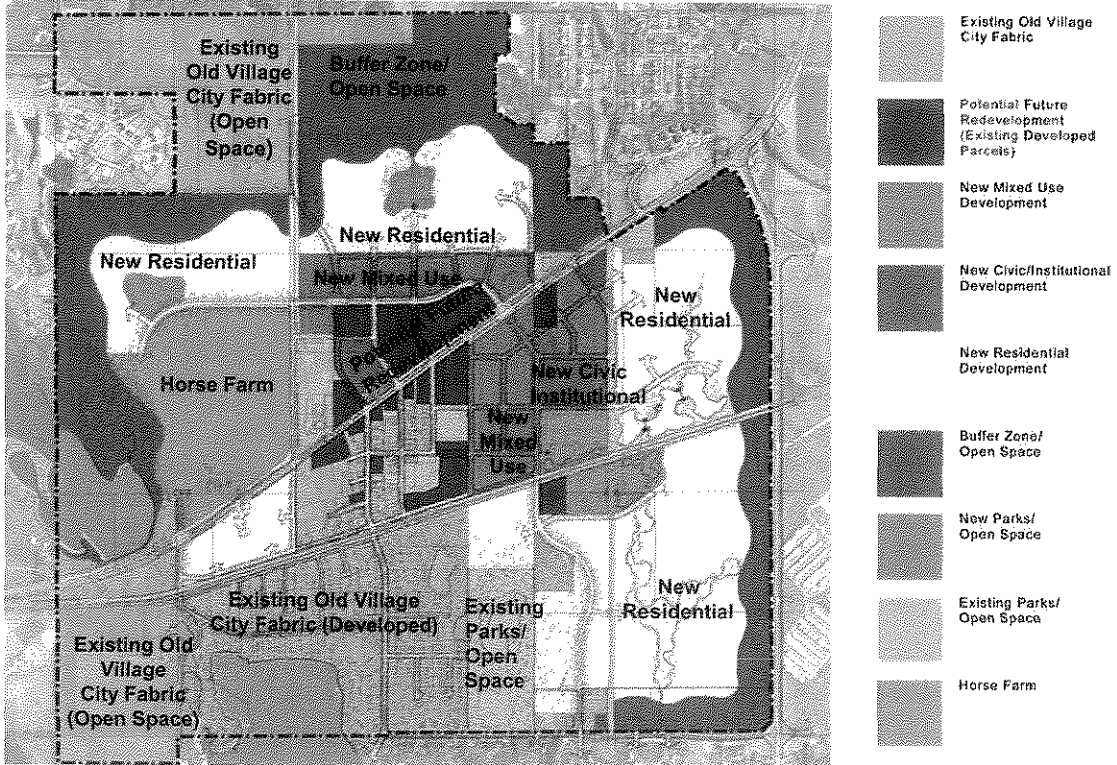 Existing
Old Village
City Fabric
(Open
Space)
Buffer Zone/
Open Space
New Residential
New Residential
New Mixed Use
Potential Future
Redevelopment
New
Residential
Horse Farm
New Civic
Institutional
New
Mixed
Use
Existing Old Village
City Fabric (Developed)
Existing
Parks/
Open
Space
New
Residential
Existing Old
Village
City Fabric
(Open Space)
Existing Old Village
City Fabric
Potential Future
Redevelopment
(Existing Developed
Parcels)
New Mixed Use
Development
New Civic/Institutional
Development
New Residential
Development
Buffer Zone/
Open Space
New Parks/
Open Space
Existing Parks/
Open Space
Horse Farm